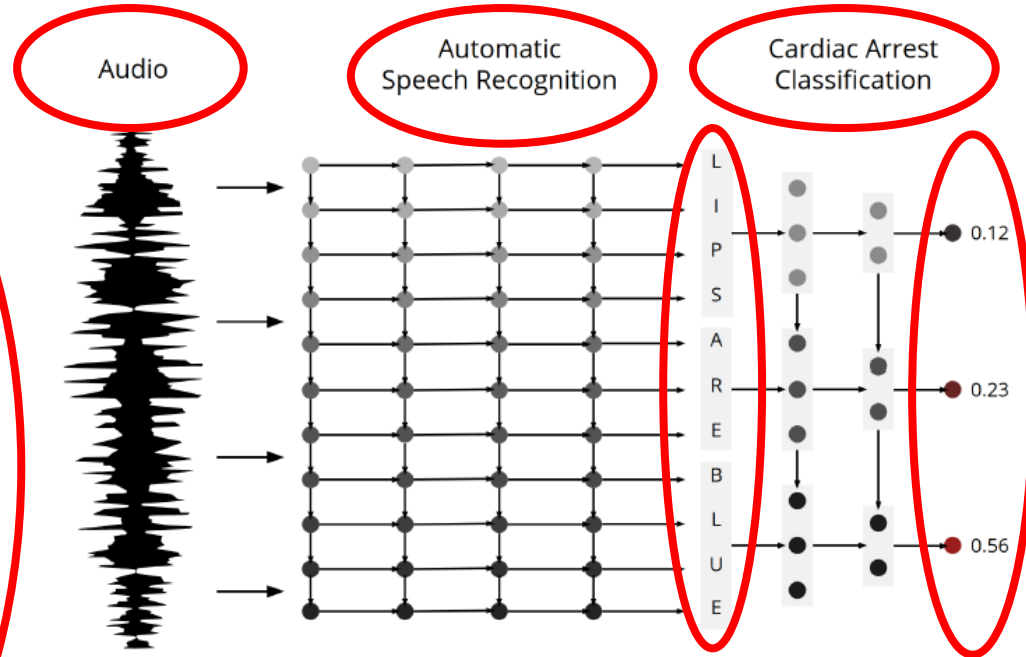 Audio
Automatic
Speech Recognition
Cardiac Arrest
Classification
L
I
P
S
A
R
E
B
L
U
E
0.12
0.23
0.56